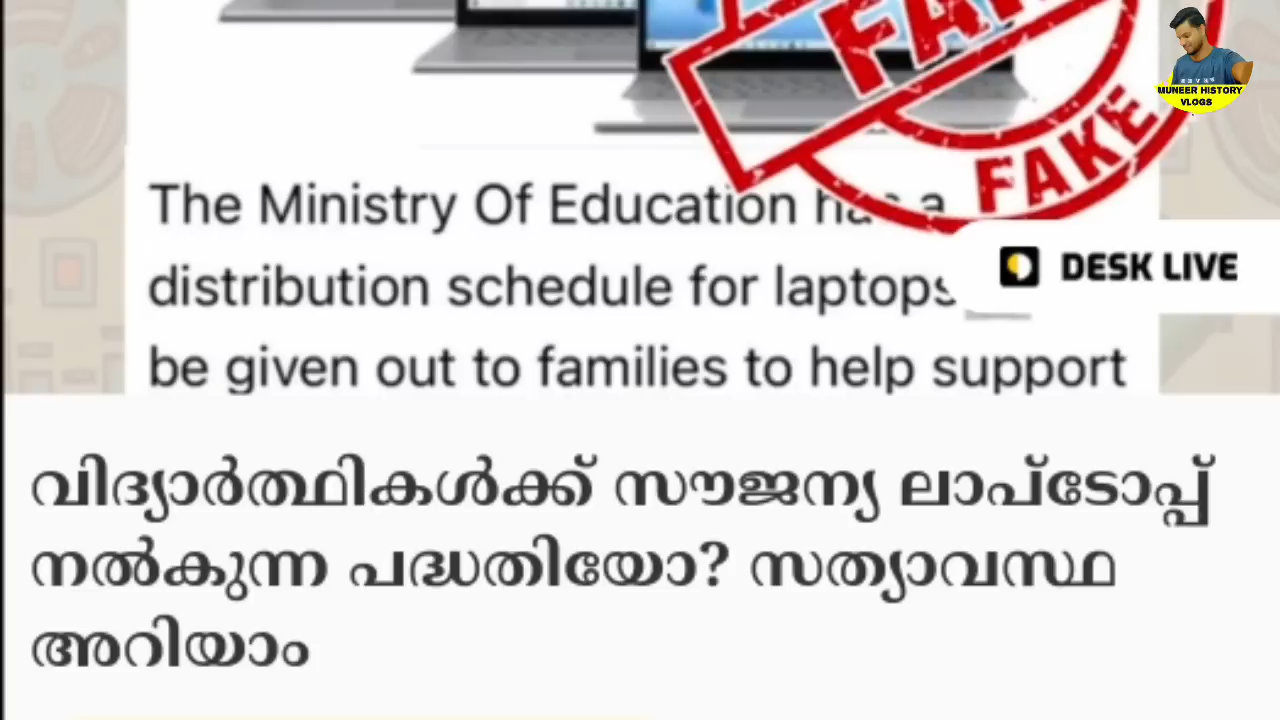 FAKE
FAKE
MUNEER HISTORY
VLOGS
The Ministry Of Education has a
distribution schedule for laptops
DESK LIVE
be given out to families to help support
വിദ്യാർത്ഥികൾക്ക് സൗജന്യ ലാപ്ടോപ്പ്
നൽകുന്ന പദ്ധതിയോ? സത്യാവസ്ഥ
അറിയാം